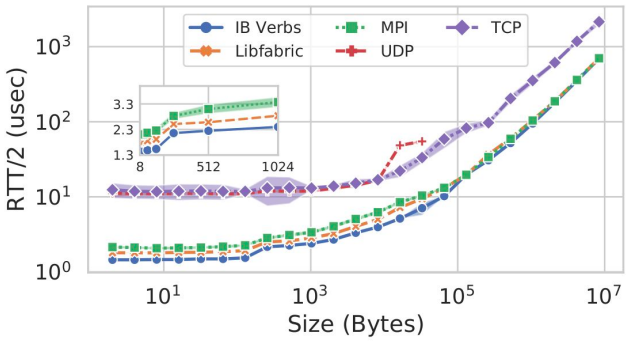 IB Verbs MPI TCP
Libfabric UDP
RTT/2 (usec)
10³
10²
10¹
10⁰
3.3
2.3
1.3
8 512 1024
10¹ 10³ 10⁵ 10⁷
Size (Bytes)